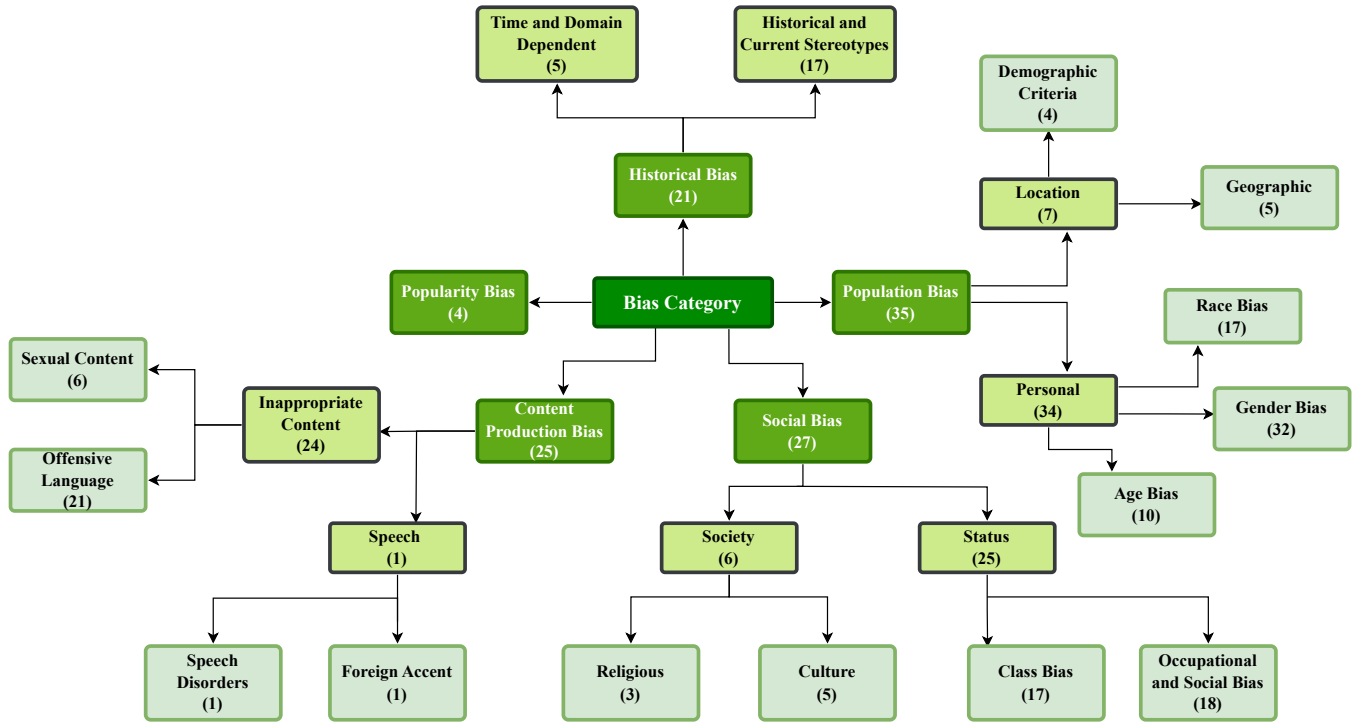 Time and Domain
Dependent
(5)
Historical and
Current Stereotypes
(17)
Demographic
Criteria
(4)
Historical Bias
(21)
Location
(7)
Geographic
(5)
Popularity Bias
(4)
Bias Category
Population Bias
(35)
Race Bias
(17)
Sexual Content
(6)
Inappropriate
Content
(24)
Content
Production Bias
(25)
Social Bias
(27)
Personal
(34)
Gender Bias
(32)
Offensive
Language
(21)
Age Bias
(10)
Speech
(1)
Society
(6)
Status
(25)
Speech
Disorders
(1)
Foreign Accent
(1)
Religious
(3)
Culture
(5)
Class Bias
(17)
Occupational
and Social Bias
(18)